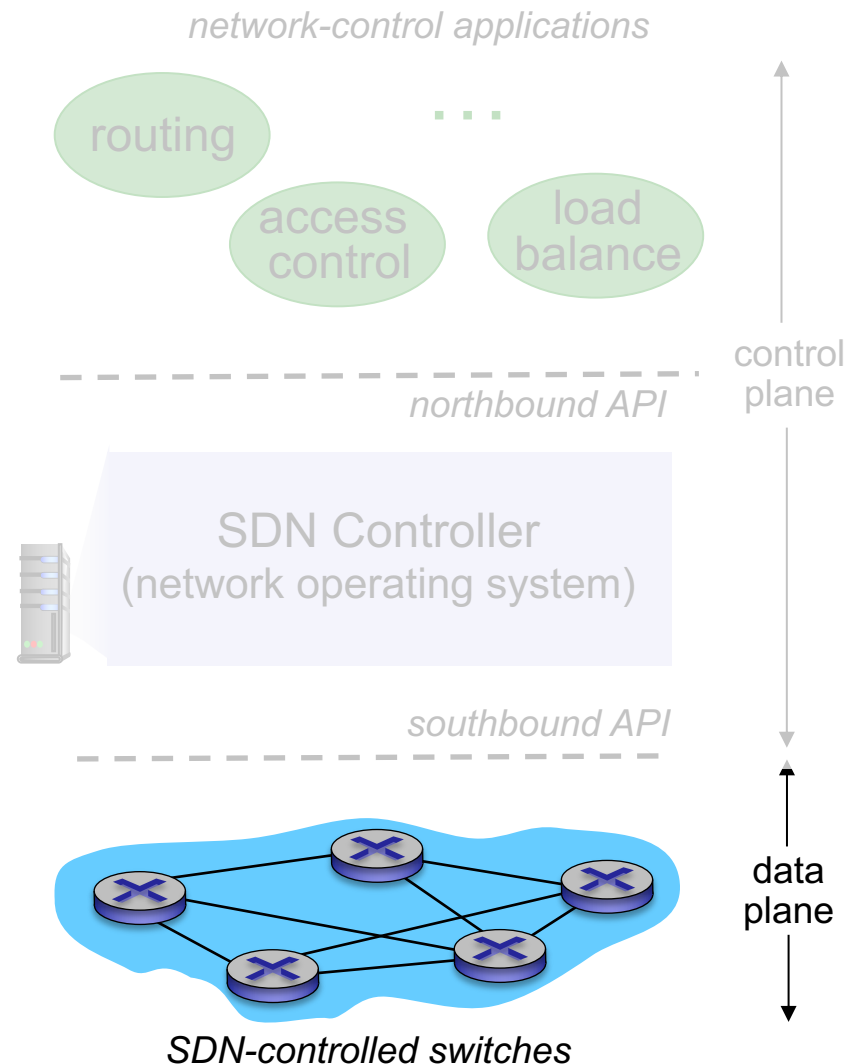 network-control applications
routing
...
access
control
load
balance
control
plane
northbound API
SDN Controller
(network operating system)
southbound API
data
plane
SDN-controlled switches